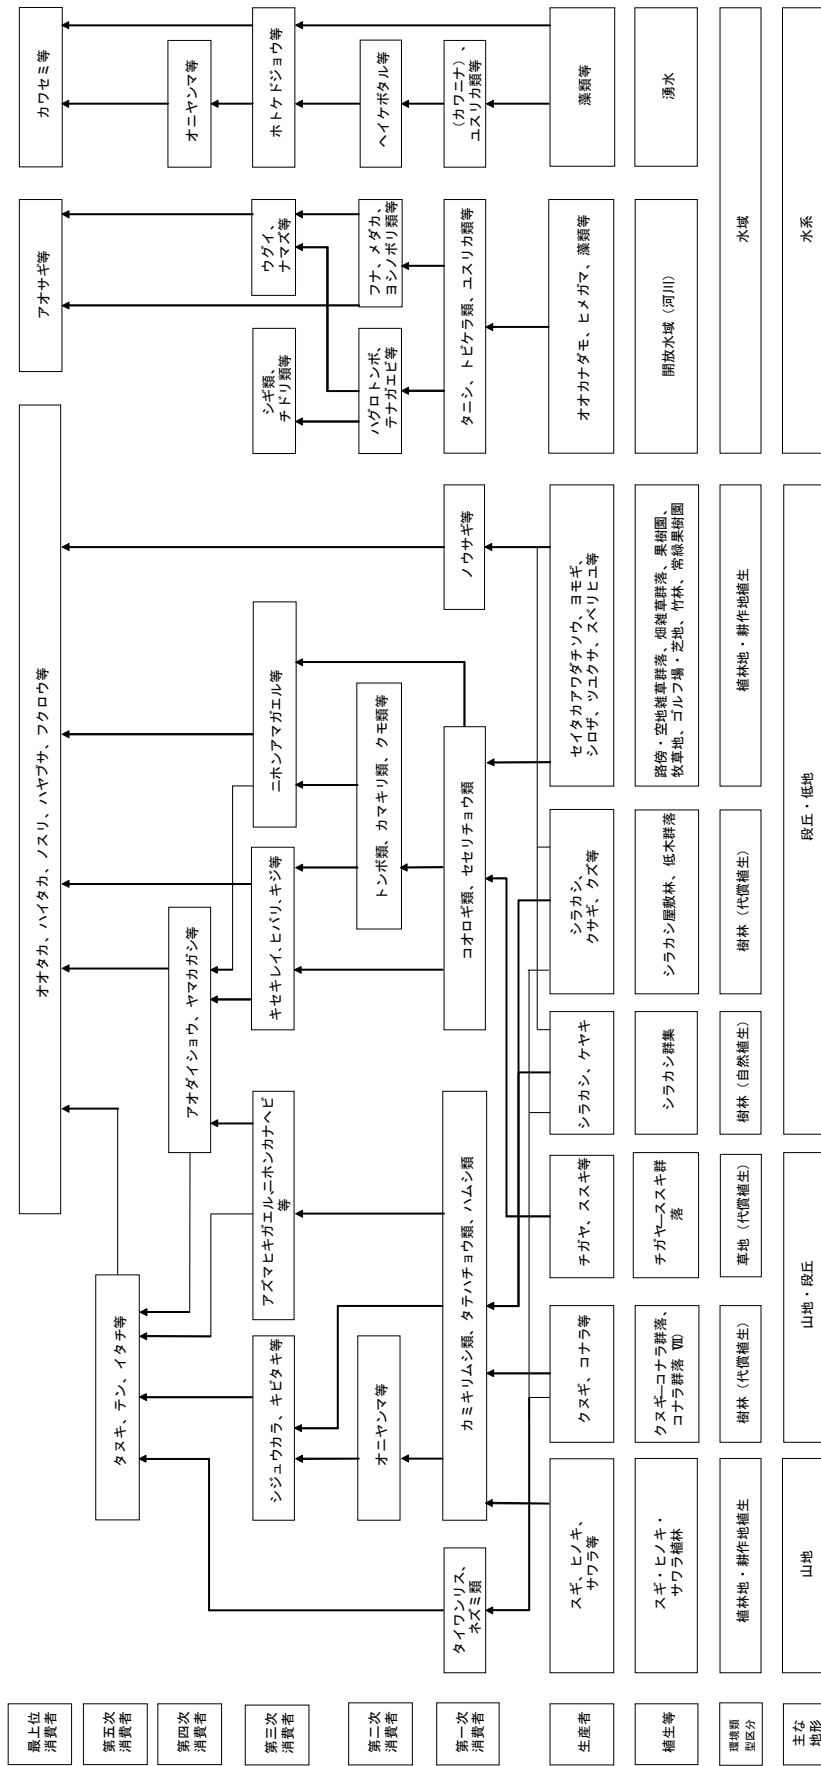 最上位
消費者
オオタカ、ハイタカ、ノスリ、ハヤブサ、フクロウ等
アオサギ等
カワセミ等
第五次
消費者
タヌキ、テン、イタチ等
第四次
消費者
アオダイショウ、ヤマカガシ等
オニヤンマ等
第三次
消費者
シジュウカラ、キビタキ等
アズマヒキガエル、ニホンカナヘビ
等
キセキレイ、ヒバリ、キジ等
ニホンアマガエル等
シギ類、
チドリ類等
ウグイ、
ナマズ等
ホトケドジョウ等
第二次
消費者
オニヤンマ等
トンボ類、カマキリ類、クモ類等
ハグロトンボ、
テナガエビ等
フナ、メダカ、
ヨシノボリ類等
ヘイケボタル等
第一次
消費者
タイワンリス、
ネズミ類
カミキリムシ類、タテハチョウ類、ハムシ類
コオロギ類、セセリチョウ類
ノウサギ等
タニシ、トビケラ類、ユスリカ類等
(カワニナ)、
ユスリカ類等
生産者
スギ、ヒノキ、
サワラ等
クヌギ、コナラ等
チガヤ、ススキ等
シラカシ、ケヤキ
シラカシ、
クサギ、クズ等
セイタカアワダチソウ、ヨモギ、
シロザ、ツユクサ、スベリヒユ等
オオカナダモ、ヒメガマ、藻類等
藻類等
植生等
スギ・ヒノキ・
サワラ植林
クヌギ―コナラ群落、
コナラ群落 Ⅶ)
チガヤ―ススキ群
落
シラカシ群集
シラカシ屋敷林、低木群落
路傍・空地雑草群落、畑雑草群落、果樹園、
牧草地、ゴルフ場・芝地、竹林、常緑果樹園
開放水域（河川）
湧水
環境類
型区分
植林地・耕作地植生
樹林（代償植生）
草地（代償植生）
樹林（自然植生）
樹林（代償植生）
植林地・耕作地植生
水域
主な
地形
山地
山地・段丘
段丘・低地
水系